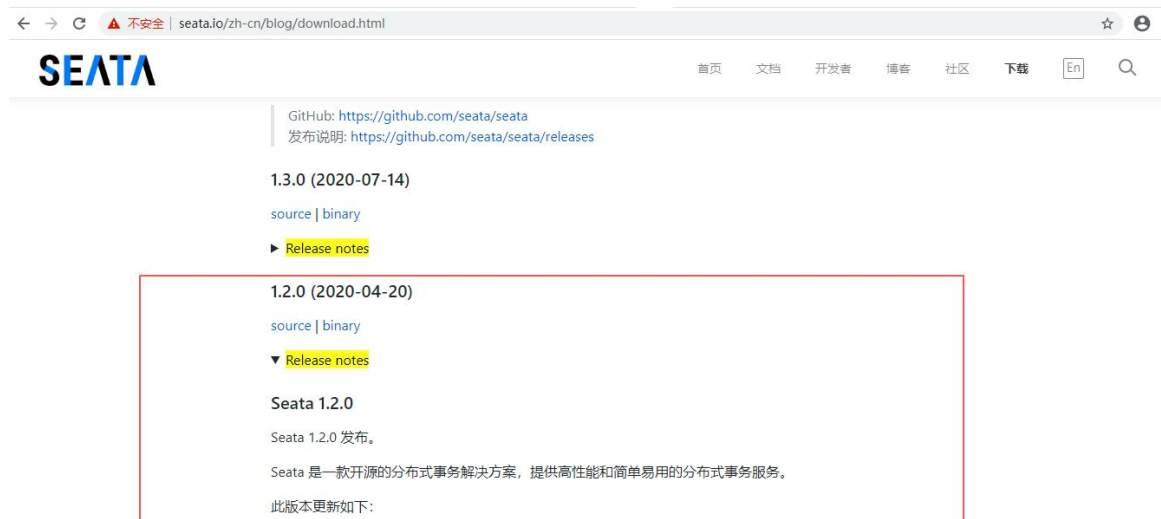 不安全 | seata.io/zh-cn/blog/download.html
SEATA
首页 文档 开发者 博客 社区 下载 En
GitHub: https://github.com/seata/seata
发布说明: https://github.com/seata/seata/releases
1.3.0 (2020-07-14)
source | binary
Release notes
1.2.0 (2020-04-20)
source | binary
Release notes
Seata 1.2.0
Seata 1.2.0 发布。
Seata 是一款开源的分布式事务解决方案，提供高性能和简单易用的分布式事务服务。
此版本更新如下：